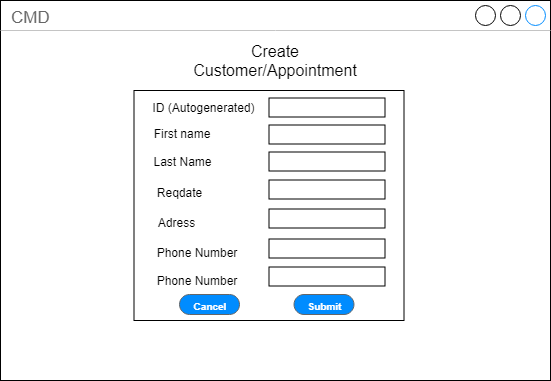 CMD
Create
Customer/Appointment
ID (Autogenerated)
First name
Last Name
Reqdate
Adress
Phone Number
Phone Number
Cancel
Submit